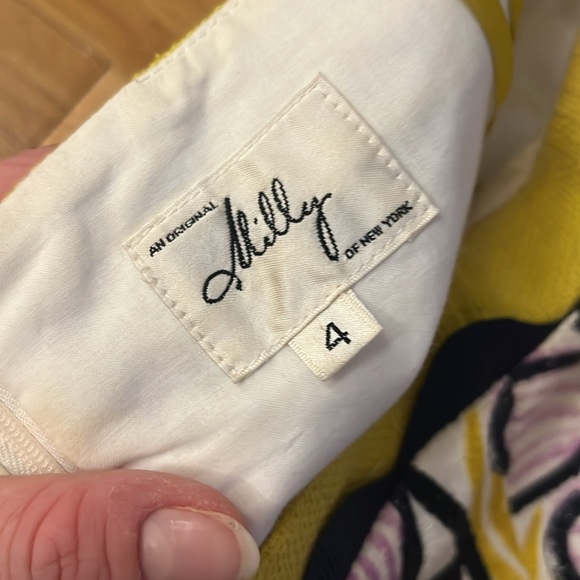 AN ORIGINAL
Milly
OF NEW YORK
4